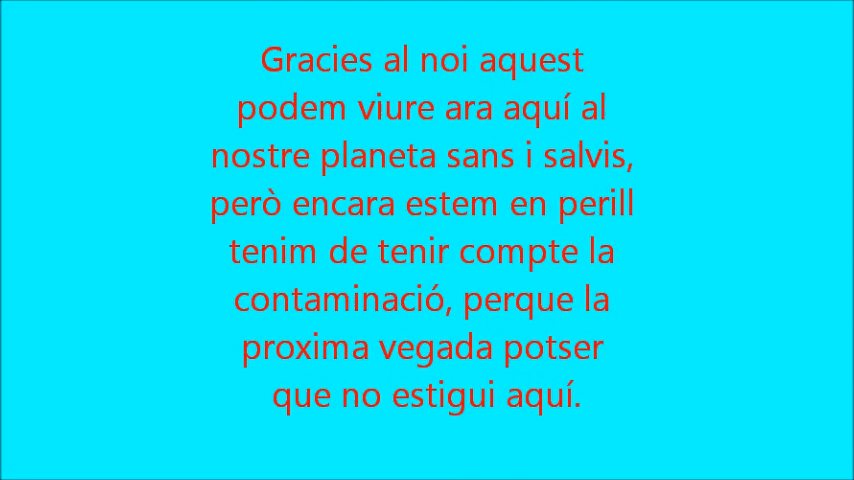 Gracies al noi aquest
podem viure ara aquí al
nostre planeta sans i salvis,
però encara estem en perill
tenim de tenir compte la
contaminació, perque la
proxima vegada potser
que no estigui aquí.